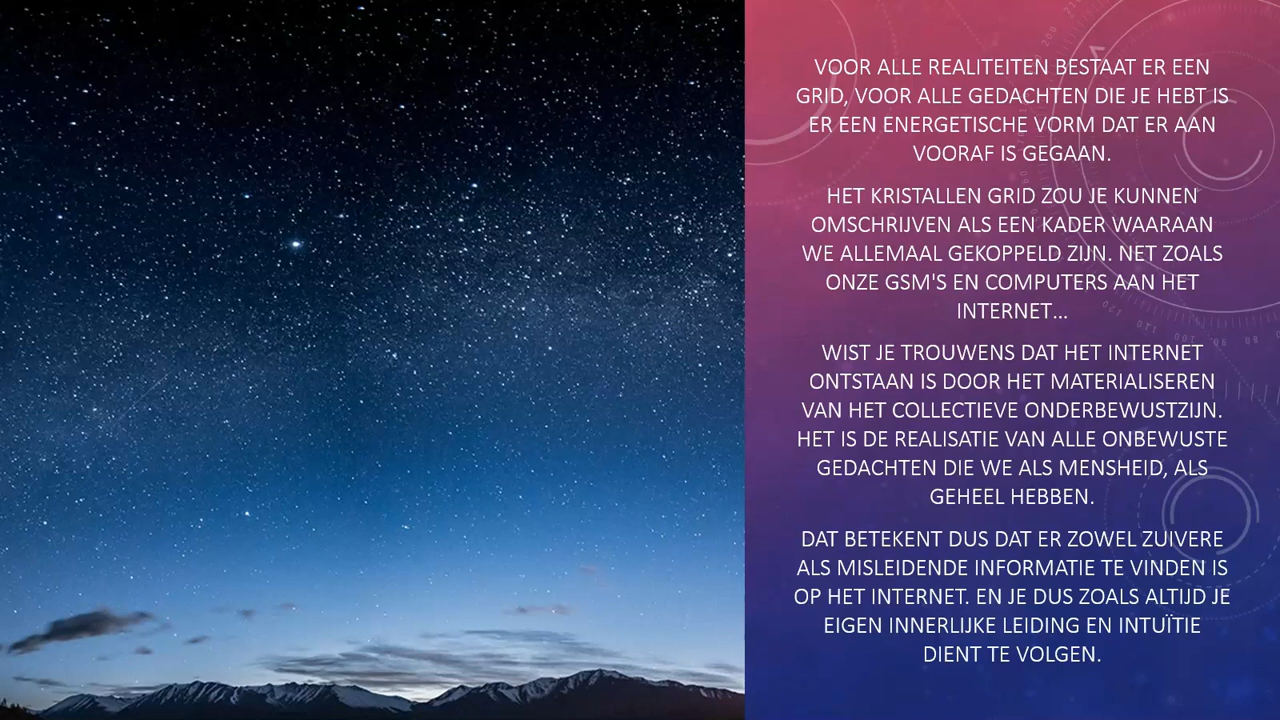 VOOR ALLE REALITEITEN BESTAAT ER EEN
GRID, VOOR ALLE GEDACHTEN DIE JE HEBT IS
ER EEN ENERGETISCHE VORM DAT ER AAN
VOORAF IS GEGAAN.
HET KRISTALLEN GRID ZOU JE KUNNEN
OMSCHRIJVEN ALS EEN KADER WAARAAN
WE ALLEMAAL GEKOPPELD ZIJN. NET ZOALS
ONZE GSM'S EN COMPUTERS AAN HET
INTERNET...
WIST JE TROUWENS DAT HET INTERNET
ONTSTAAN IS DOOR HET MATERIALISEREN
VAN HET COLLECTIEVE ONDERBEWUSTZIJN.
HET IS DE REALISATIE VAN ALLE ONBEWUSTE
GEDACHTEN DIE WE ALS MENSHEID, ALS
GEHEEL HEBBEN.
DAT BETEKENT DUS DAT ER ZOWEL ZUIVERE
ALS MISLEIDENDE INFORMATIE TE VINDEN IS
OP HET INTERNET. EN JE DUS ZOALS ALTIJD JE
EIGEN INNERLIJKE LEIDING EN INTUÏTIE
DIENT TE VOLGEN.